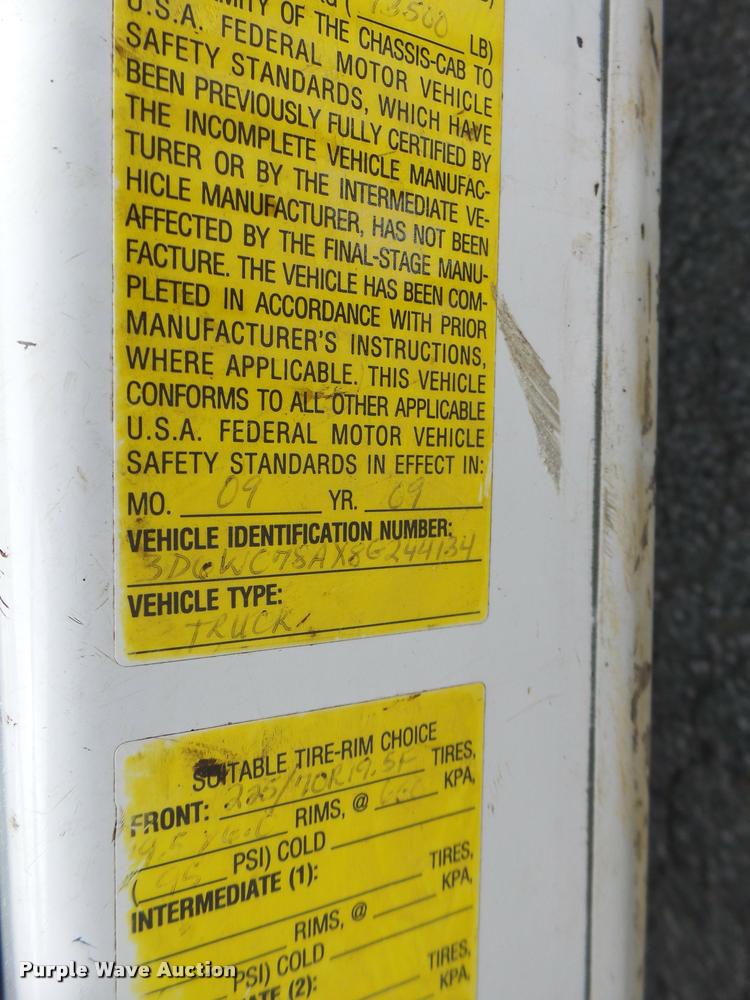 13500 LB)
OF THE CHASSIS-CAB TO
U.S.A. FEDERAL MOTOR VEHICLE
SAFETY STANDARDS, WHICH HAVE
BEEN PREVIOUSLY FULLY CERTIFIED BY
THE INCOMPLETE VEHICLE MANUFAC-
TURER OR BY THE INTERMEDIATE VE-
HICLE MANUFACTURER, HAS NOT BEEN
AFFECTED BY THE FINAL-STAGE MANU-
FACTURE. THE VEHICLE HAS BEEN COM-
PLETED IN ACCORDANCE WITH PRIOR
MANUFACTURER'S INSTRUCTIONS,
WHERE APPLICABLE. THIS VEHICLE
CONFORMS TO ALL OTHER APPLICABLE
U.S.A. FEDERAL MOTOR VEHICLE
SAFETY STANDARDS IN EFFECT IN:
MO. 09 YR. 09
VEHICLE IDENTIFICATION NUMBER:
3D6WC78AX8G244134
VEHICLE TYPE:
TRUCK
SUITABLE TIRE-RIM CHOICE
FRONT: 225/70R19.5F TIRES,
RIMS, @ KPA,
( 95 PSI) COLD
INTERMEDIATE (1): TIRES,
RIMS, @ KPA,
PSI) COLD
(2): TIRES,
KPA,
Purple Wave Auction